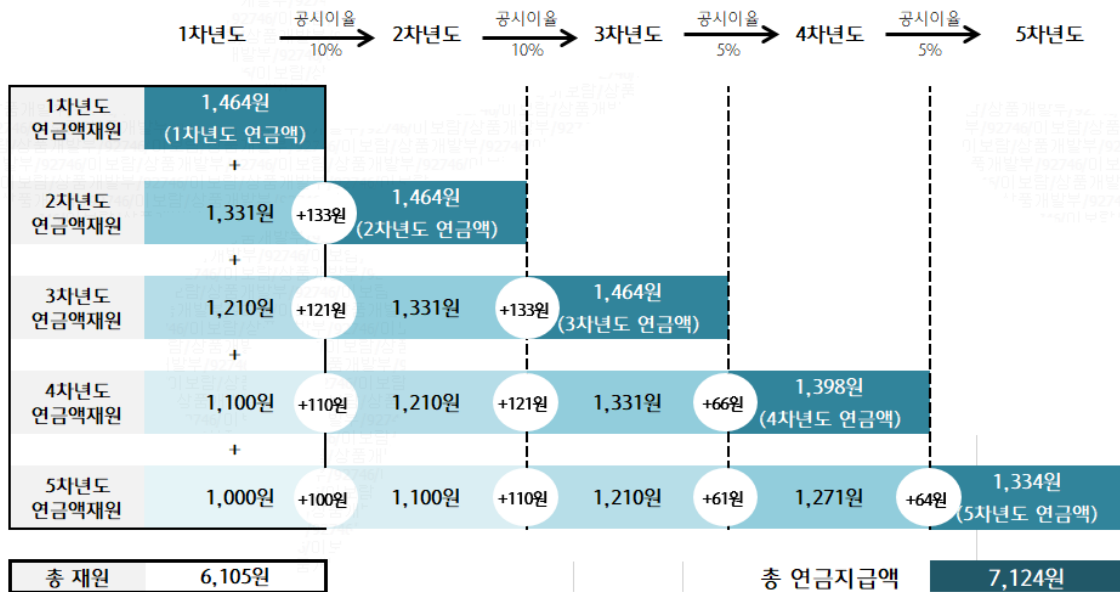 1차년도 공시이율 10% 2차년도 공시이율 10% 3차년도 공시이율 5% 4차년도 공시이율 5% 5차년도
1차년도
연금액재원
1,464원
(1차년도 연금액)
+
2차년도
연금액재원
1,331원 +133원
1,464원
(2차년도 연금액)
+
3차년도
연금액재원
1,210원 +121원 1,331원 +133원
1,464원
(3차년도 연금액)
+
4차년도
연금액재원
1,100원 +110원 1,210원 +121원 1,331원 +66원
1,398원
(4차년도 연금액)
+
5차년도
연금액재원
1,000원 +100원 1,100원 +110원 1,210원 +61원 1,271원 +64원
1,334원
(5차년도 연금액)
총 재원 6,105원 총 연금지급액 7,124원